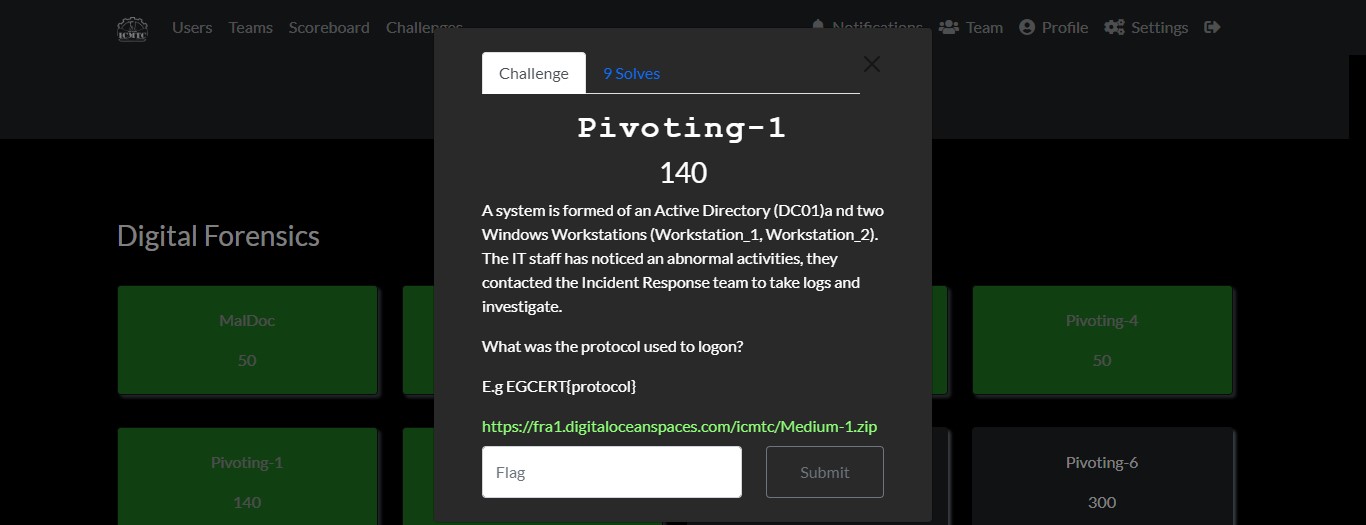 ICMTC Users Teams Scoreboard Challenges Notifications Team Profile Settings
Challenge 9 Solves
Pivoting-1
140
A system is formed of an Active Directory (DC01)a nd two
Windows Workstations (Workstation_1, Workstation_2).
The IT staff has noticed an abnormal activities, they
contacted the Incident Response team to take logs and
investigate.
What was the protocol used to logon?
E.g EGCERT{protocol}
https://fra1.digitaloceanspaces.com/icmtc/Medium-1.zip
Flag Submit
Digital Forensics
MalDoc
50
Pivoting-4
50
Pivoting-1
140
Pivoting-6
300